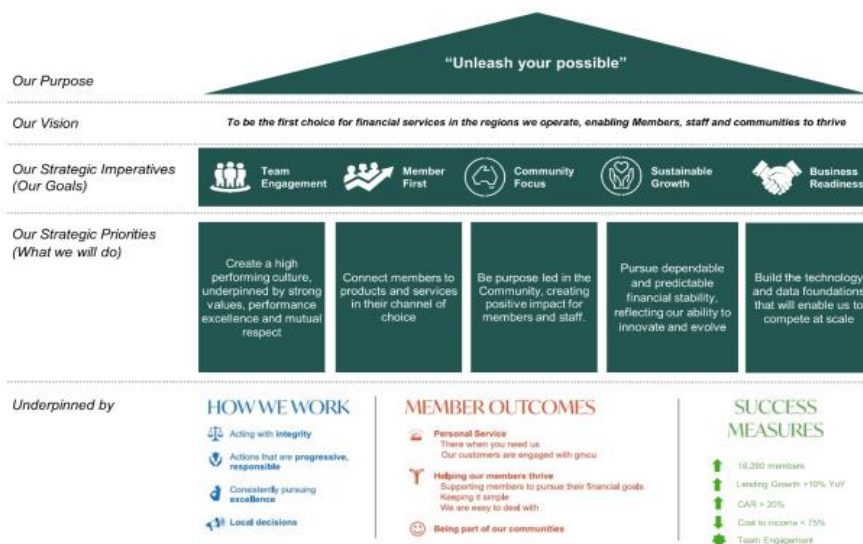 Our Purpose
"Unleash your possible"
Our Vision
To be the first choice for financial services in the regions we operate, enabling Members, staff and communities to thrive
Our Strategic Imperatives
(Our Goals)
Team
Engagement
Member
First
Community
Focus
Sustainable
Growth
Business
Readiness
Our Strategic Priorities
(What we will do)
Create a high
performing culture,
underpinned by strong
values, performance
excellence and mutual
respect
Connect members to
products and services
in their channel of
choice
Be purpose led in the
Community, creating
positive impact for
members and staff.
Pursue dependable
and predictable
financial stability,
reflecting our ability to
innovate and evolve
Build the technology
and data foundations
that will enable us to
compete at scale
Underpinned by
HOW WE WORK
Acting with integrity
Actions that are progressive,
responsible
Consistently pursuing
excellence
Local decisions
MEMBER OUTCOMES
Personal Service
There when you need us
Our customers are engaged with gmcu
Helping our members thrive
Supporting members to pursue their financial goals
Keeping it simple
We are easy to deal with
Being part of our communities
SUCCESS
MEASURES
18,280 members
Lending Growth >10% YoY
CAR > 20%
Cost to income < 75%
Team Engagement